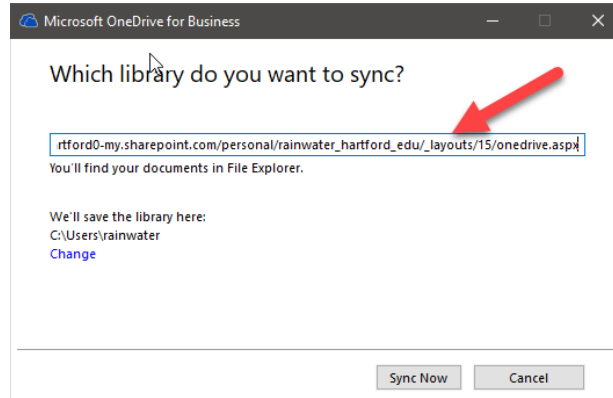 Microsoft OneDrive for Business
Which library do you want to sync?
rtford0-my.sharepoint.com/personal/rainwater_hartford_edu/_layouts/15/onedrive.aspx
You'll find your documents in File Explorer.
We'll save the library here:
C:\Users\rainwater
Change
Sync Now Cancel